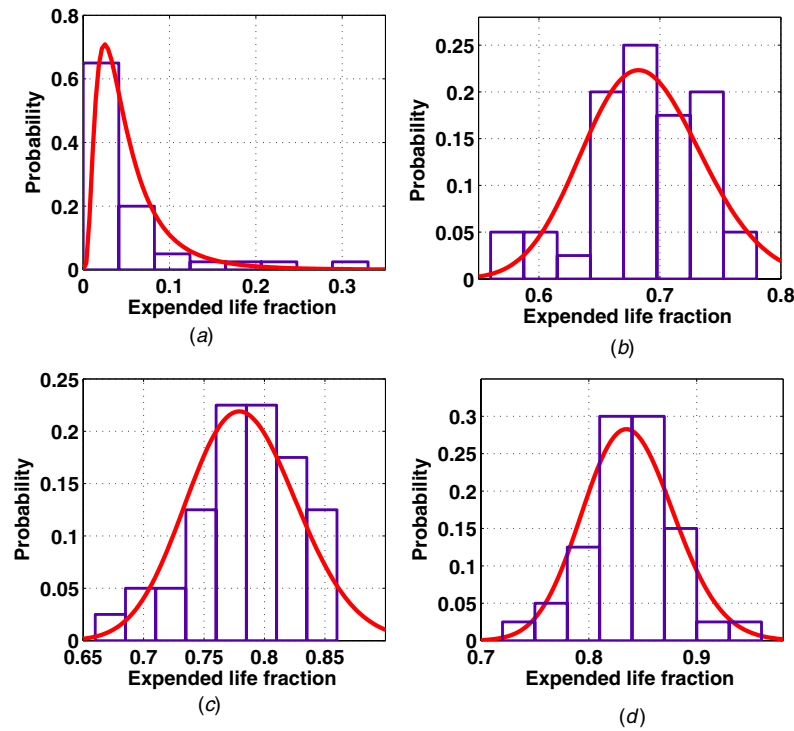 0.8
0.6
0.4
0.2
0
Probability
0 0.1 0.2 0.3
Expended life fraction
(a)
0.25
0.2
0.15
0.1
0.05
0
Probability
0.6 0.7 0.8
Expended life fraction
(b)
0.25
0.2
0.15
0.1
0.05
0
Probability
0.65 0.7 0.75 0.8 0.85
Expended life fraction
(c)
0.3
0.25
0.2
0.15
0.1
0.05
0
Probability
0.7 0.8 0.9
Expended life fraction
(d)